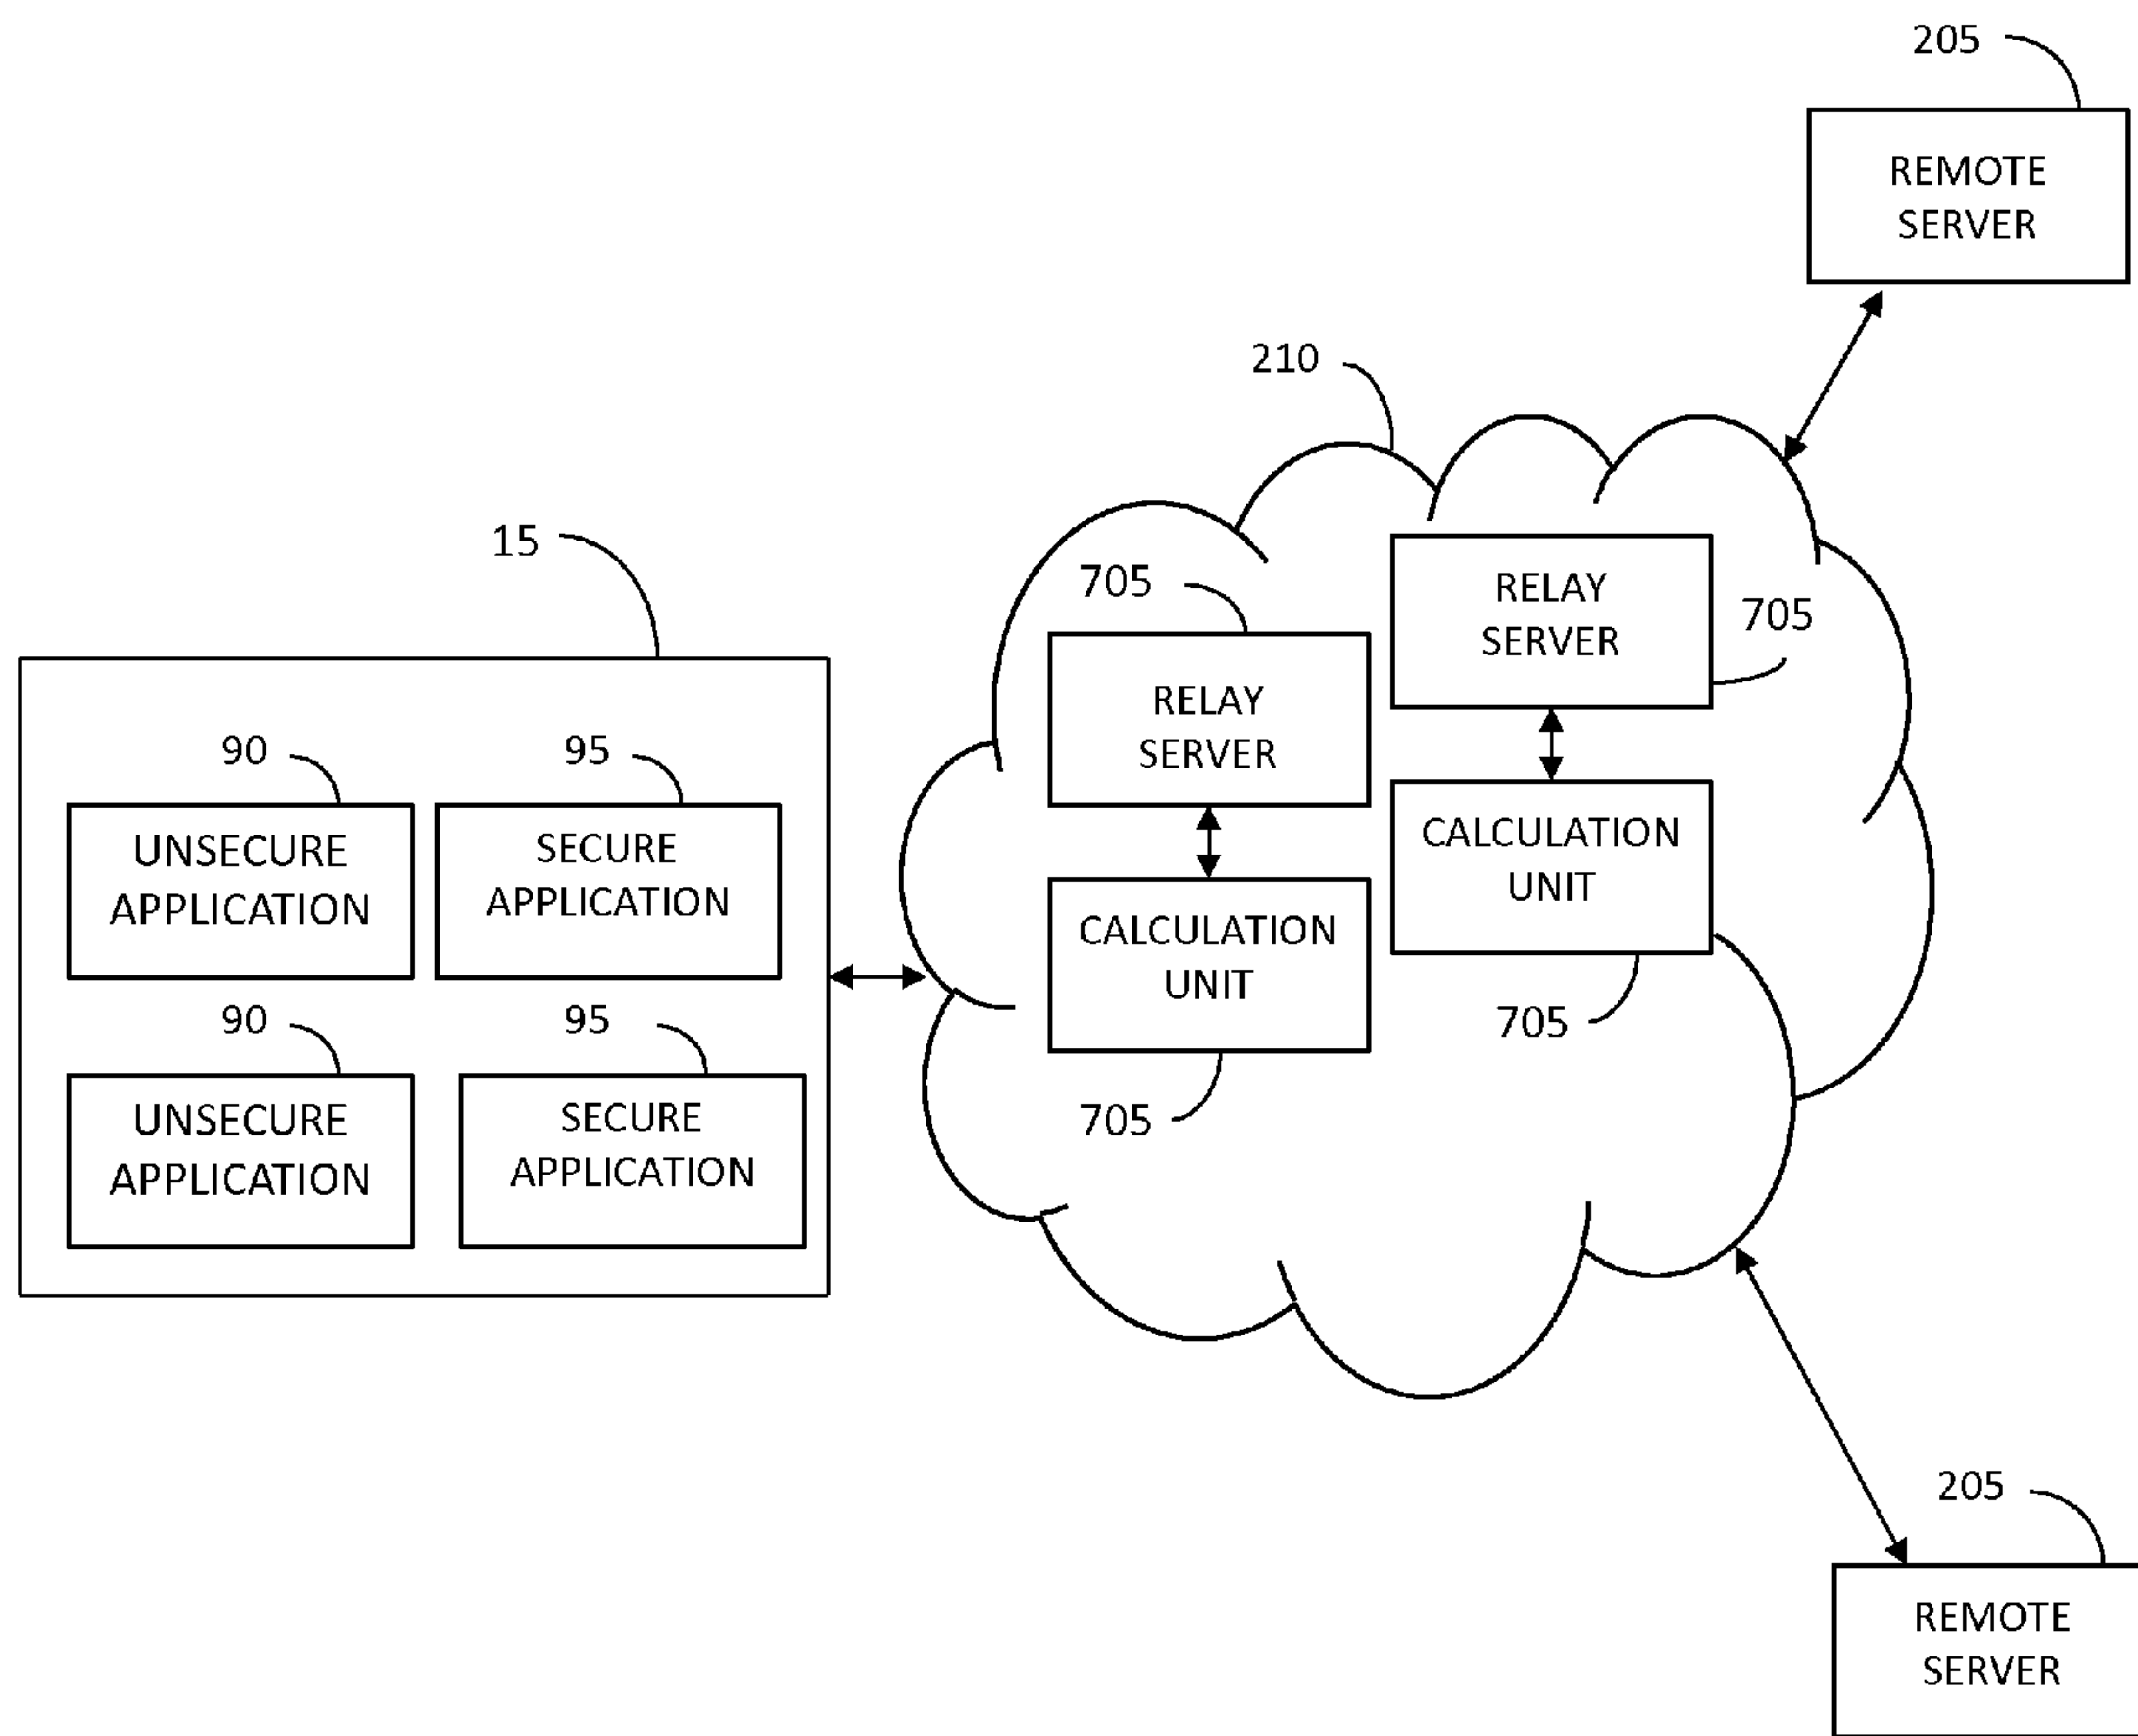 205
REMOTE
SERVER
210
15
705
RELAY
SERVER
705
RELAY
SERVER
90
95
UNSECURE
APPLICATION
SECURE
APPLICATION
CALCULATION
UNIT
705
CALCULATION
UNIT
705
90
95
UNSECURE
APPLICATION
SECURE
APPLICATION
205
REMOTE
SERVER